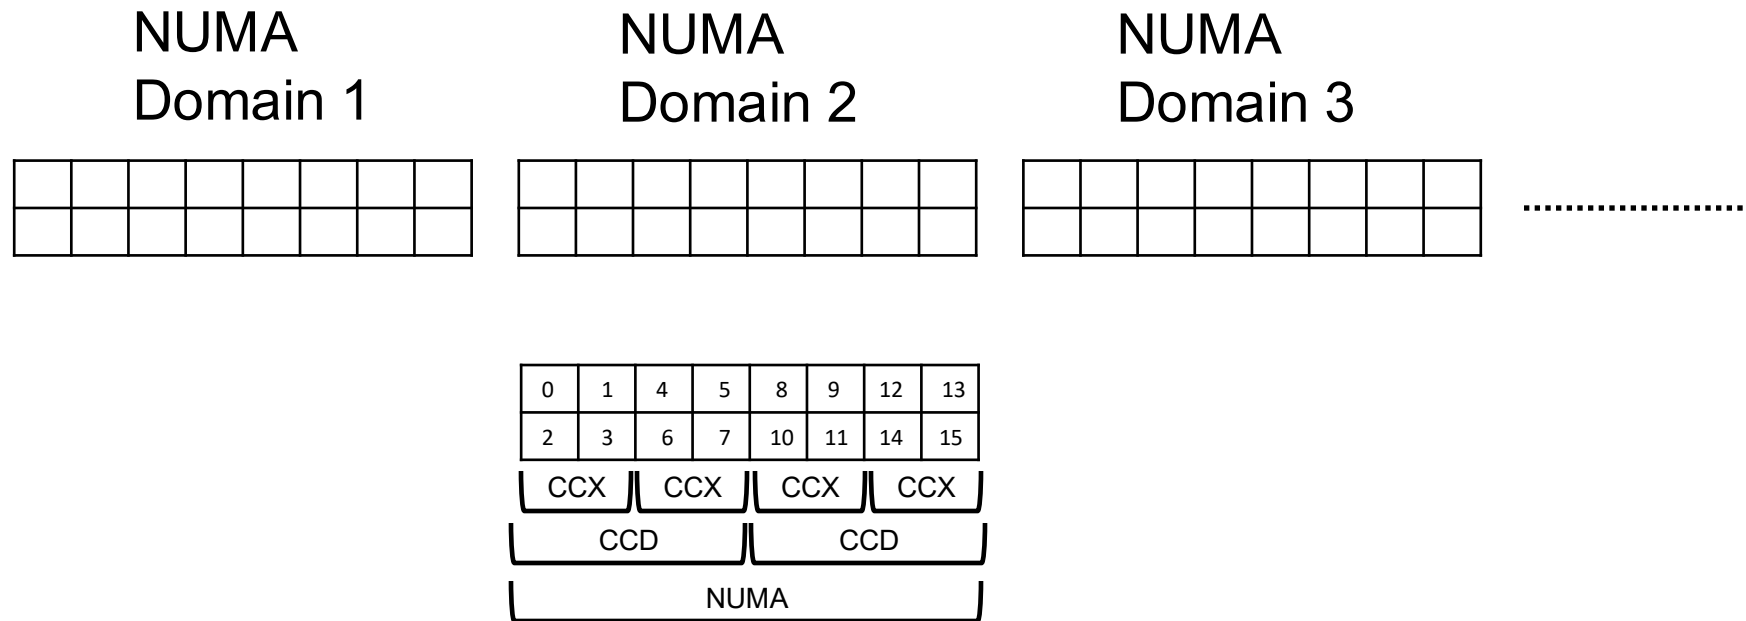 NUMA
Domain 1
NUMA
Domain 2
NUMA
Domain 3
0 1 4 5 8 9 12 13
2 3 6 7 10 11 14 15
CCX CCX CCX CCX
CCD CCD
NUMA